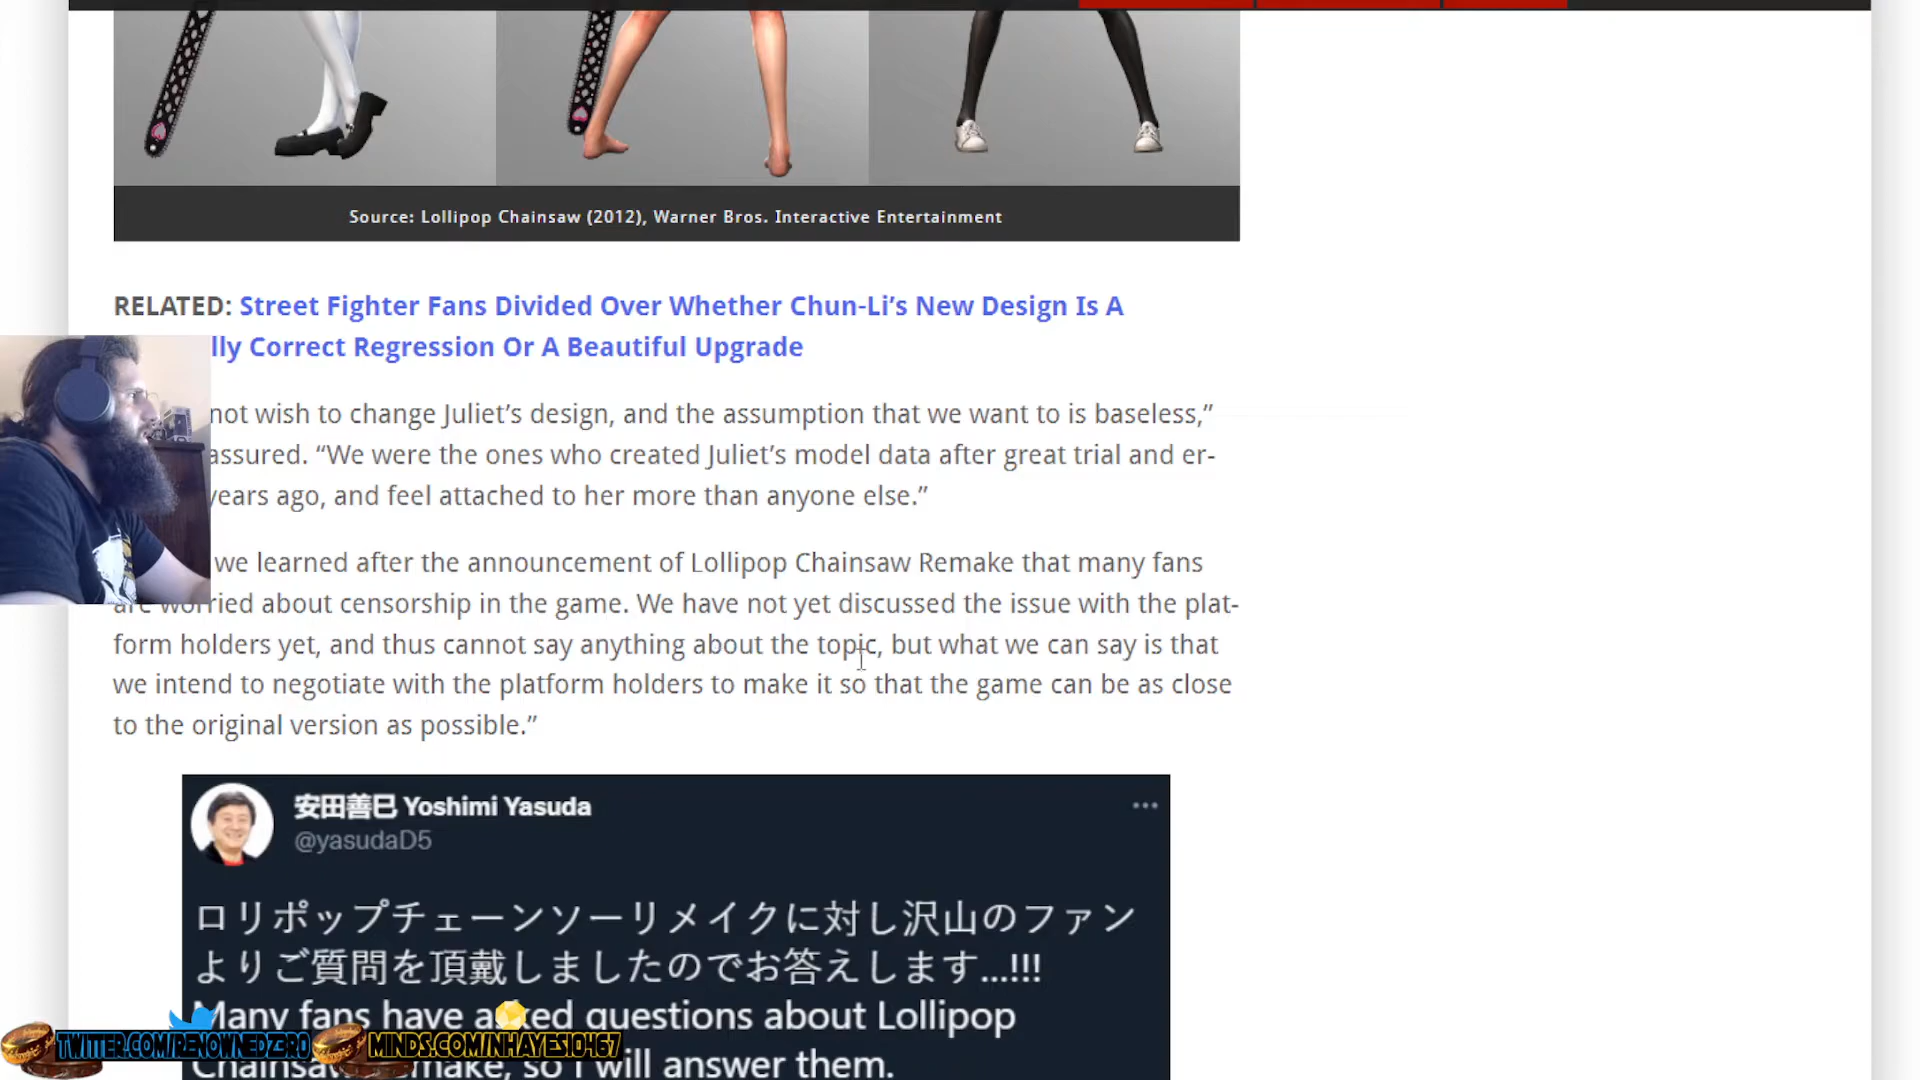 Source: Lollipop Chainsaw (2012), Warner Bros. Interactive Entertainment
RELATED: Street Fighter Fans Divided Over Whether Chun-Li’s New Design Is A
lly Correct Regression Or A Beautiful Upgrade
not wish to change Juliet’s design, and the assumption that we want to is baseless,”
assured. “We were the ones who created Juliet’s model data after great trial and er-
years ago, and feel attached to her more than anyone else.”
we learned after the announcement of Lollipop Chainsaw Remake that many fans
are worried about censorship in the game. We have not yet discussed the issue with the plat-
form holders yet, and thus cannot say anything about the topic, but what we can say is that
we intend to negotiate with the platform holders to make it so that the game can be as close
to the original version as possible.”
安田善巳 Yoshimi Yasuda
@yasudaD5
ロリポップチェーンソーリメイクに対し沢山のファン
よりご質問を頂戴しましたのでお答えします...!!!
Many fans have asked questions about Lollipop
Chainsaw Remake, so I will answer them.
TWITTER.COM/RENOWNEDZ3R0
MINDS.COM/NHAYES10467